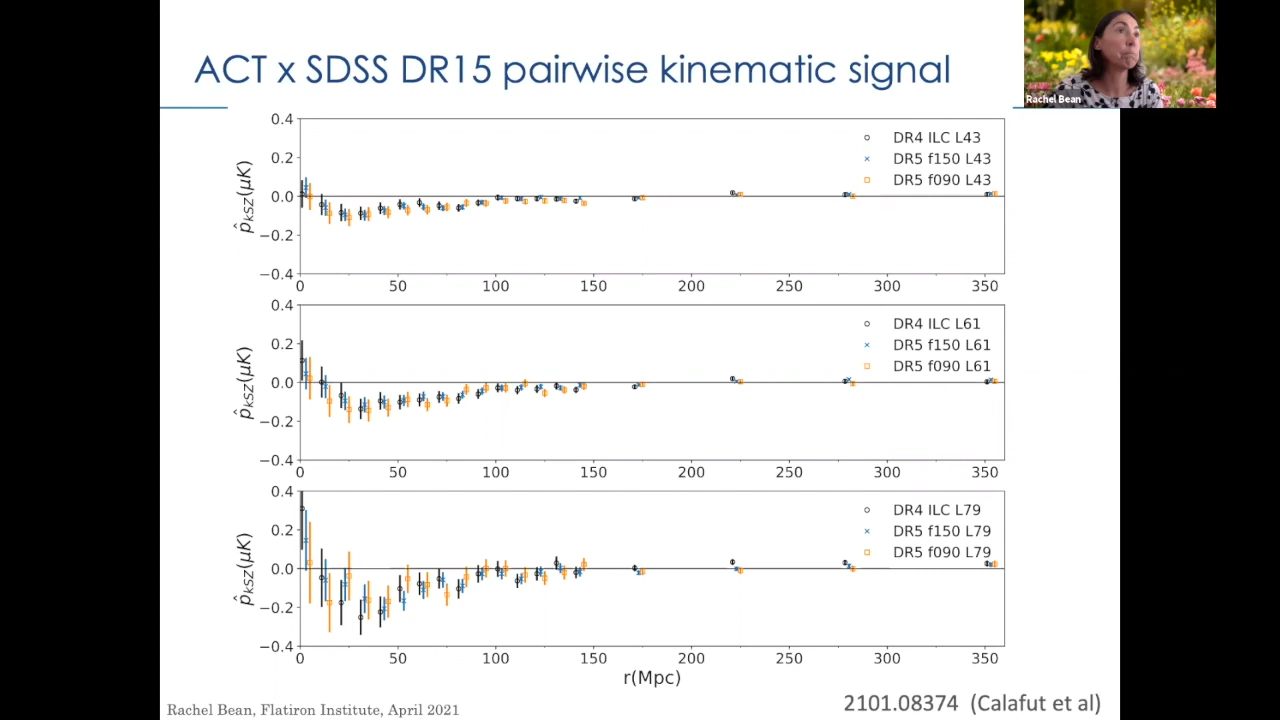 ACT x SDSS DR15 pairwise kinematic signal
Rachel Bean
0.4
0.2
0.0
−0.2
−0.4
p̂kSZ(μK)
DR4 ILC L43
DR5 f150 L43
DR5 f090 L43
0 50 100 150 200 250 300 350
0.4
0.2
0.0
−0.2
−0.4
p̂kSZ(μK)
DR4 ILC L61
DR5 f150 L61
DR5 f090 L61
0 50 100 150 200 250 300 350
0.4
0.2
0.0
−0.2
−0.4
p̂kSZ(μK)
DR4 ILC L79
DR5 f150 L79
DR5 f090 L79
0 50 100 150 200 250 300 350
r(Mpc)
Rachel Bean, Flatiron Institute, April 2021
2101.08374 (Calafut et al)